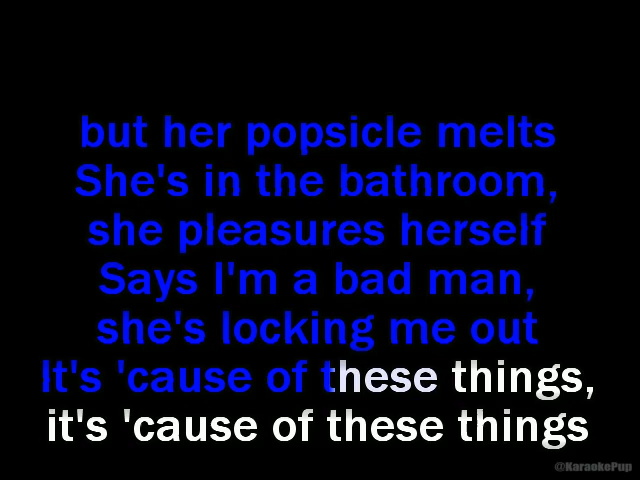 but her popsicle melts
She's in the bathroom,
she pleasures herself
Says I'm a bad man,
she's locking me out
It's 'cause of these things,
it's 'cause of these things
@KaraokePup